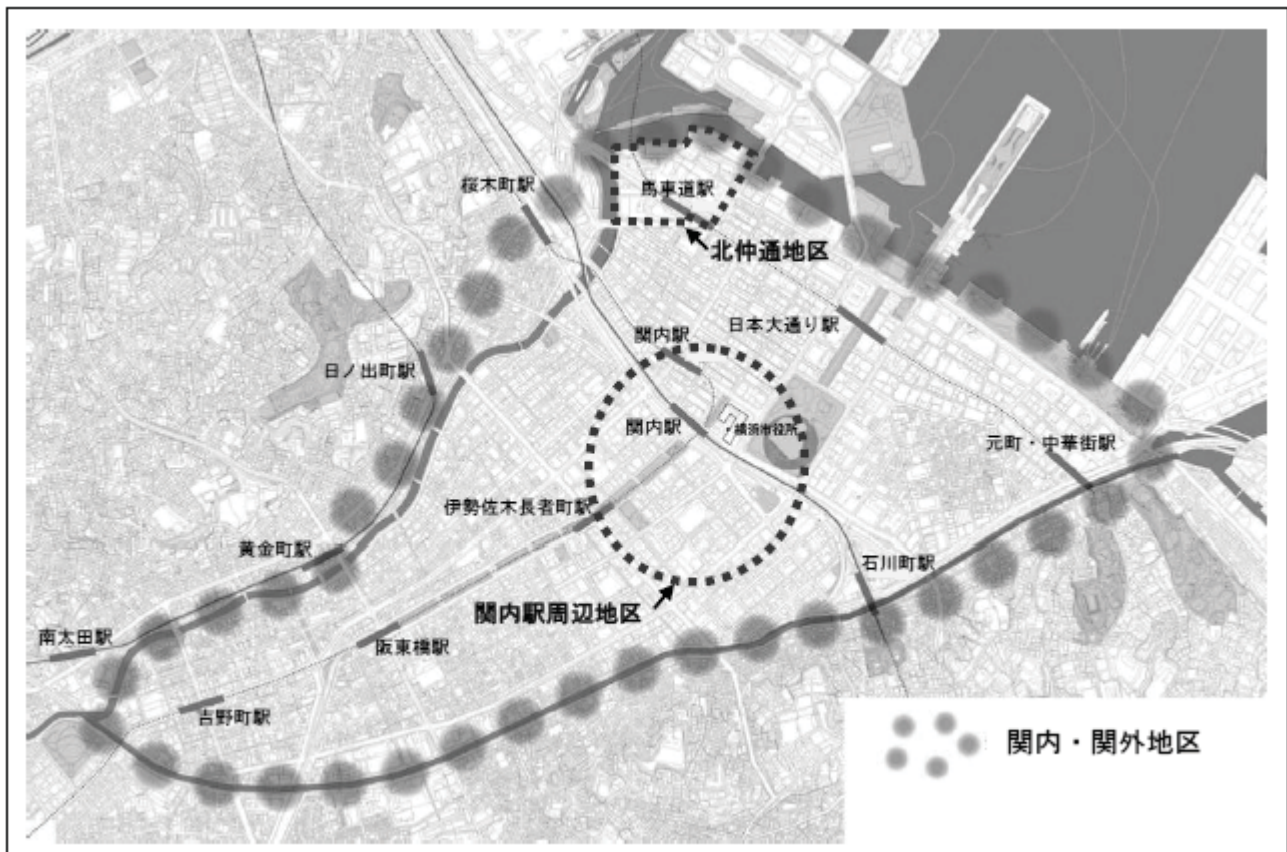 桜木町駅
馬車道駅
北仲通地区
日本大通り駅
関内駅
日ノ出町駅
関内駅
・横浜市役所
元町・中華街駅
伊勢佐木長者町駅
黄金町駅
石川町駅
関内駅周辺地区
南太田駅
阪東橋駅
吉野町駅
関内・関外地区